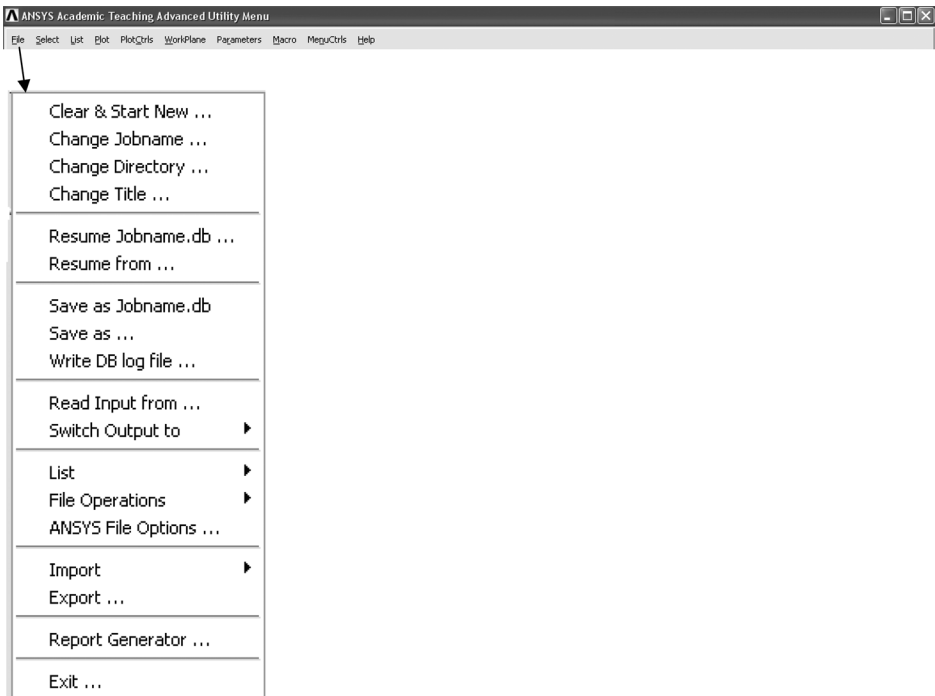 ANSYS Academic Teaching Advanced Utility Menu
File Select List Plot PlotCtrls WorkPlane Parameters Macro MenuCtrls Help
Clear & Start New ...
Change Jobname ...
Change Directory ...
Change Title ...
Resume Jobname.db ...
Resume from ...
Save as Jobname.db
Save as ...
Write DB log file ...
Read Input from ...
Switch Output to
List
File Operations
ANSYS File Options ...
Import
Export ...
Report Generator ...
Exit ...